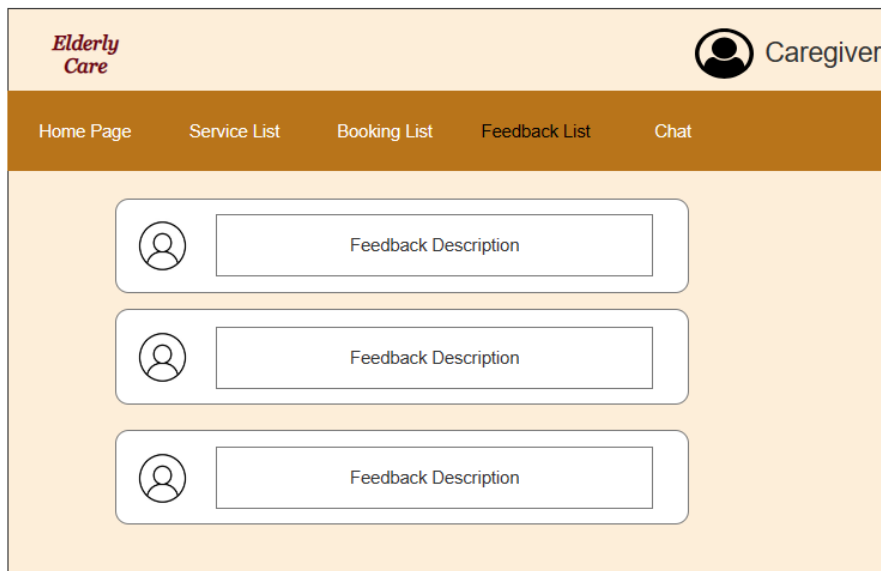 Elderly
Care
Caregiver
Home Page Service List Booking List Feedback List Chat
Feedback Description
Feedback Description
Feedback Description